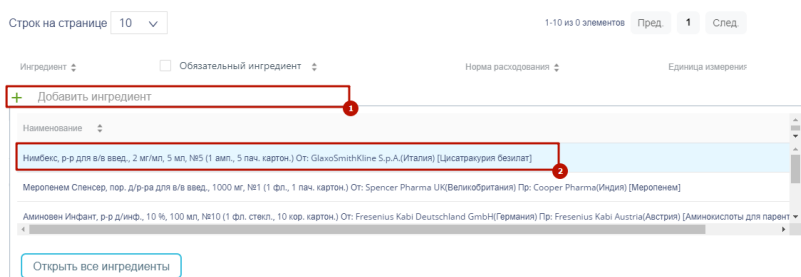 Строк на странице 10 1-10 из 0 элементов Пред. 1 След.
Ингредиент Обязательный ингредиент Норма расходования Единица измерения
+ Добавить ингредиент
1
Наименование
Нимбекс, р-р для в/в введ., 2 мг/мл, 5 мл, №5 (1 амп., 5 пач. картон.) От: GlaxoSmithKline S.p.A.(Италия) [Цисатракурия безилат]
2
Меропенем Спенсер, пор. д/р-ра для в/в введ., 1000 мг, №1 (1 фл., 1 пач. картон.) От: Spencer Pharma UK(Великобритания) Пр: Cooper Pharma(Индия) [Меропенем]
Аминовен Инфант, р-р д/инф., 10 %, 100 мл, №10 (1 фл. стекл., 10 кор. картон.) От: Fresenius Kabi Deutschland GmbH(Германия) Пр: Fresenius Kabi Austria(Австрия) [Аминокислоты для парент
Открыть все ингредиенты